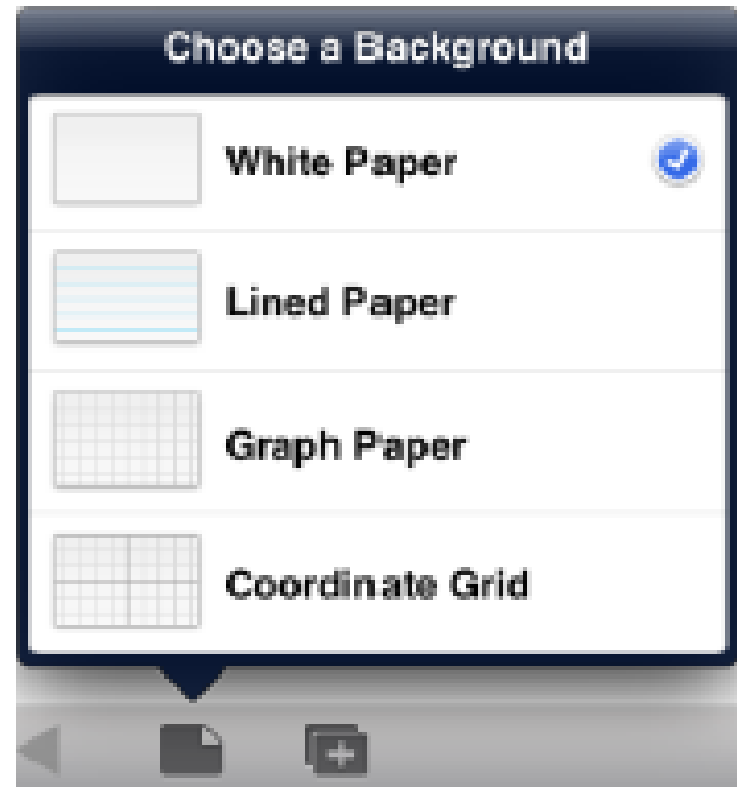 Choose a Background
White Paper
Lined Paper
Graph Paper
Coordinate Grid